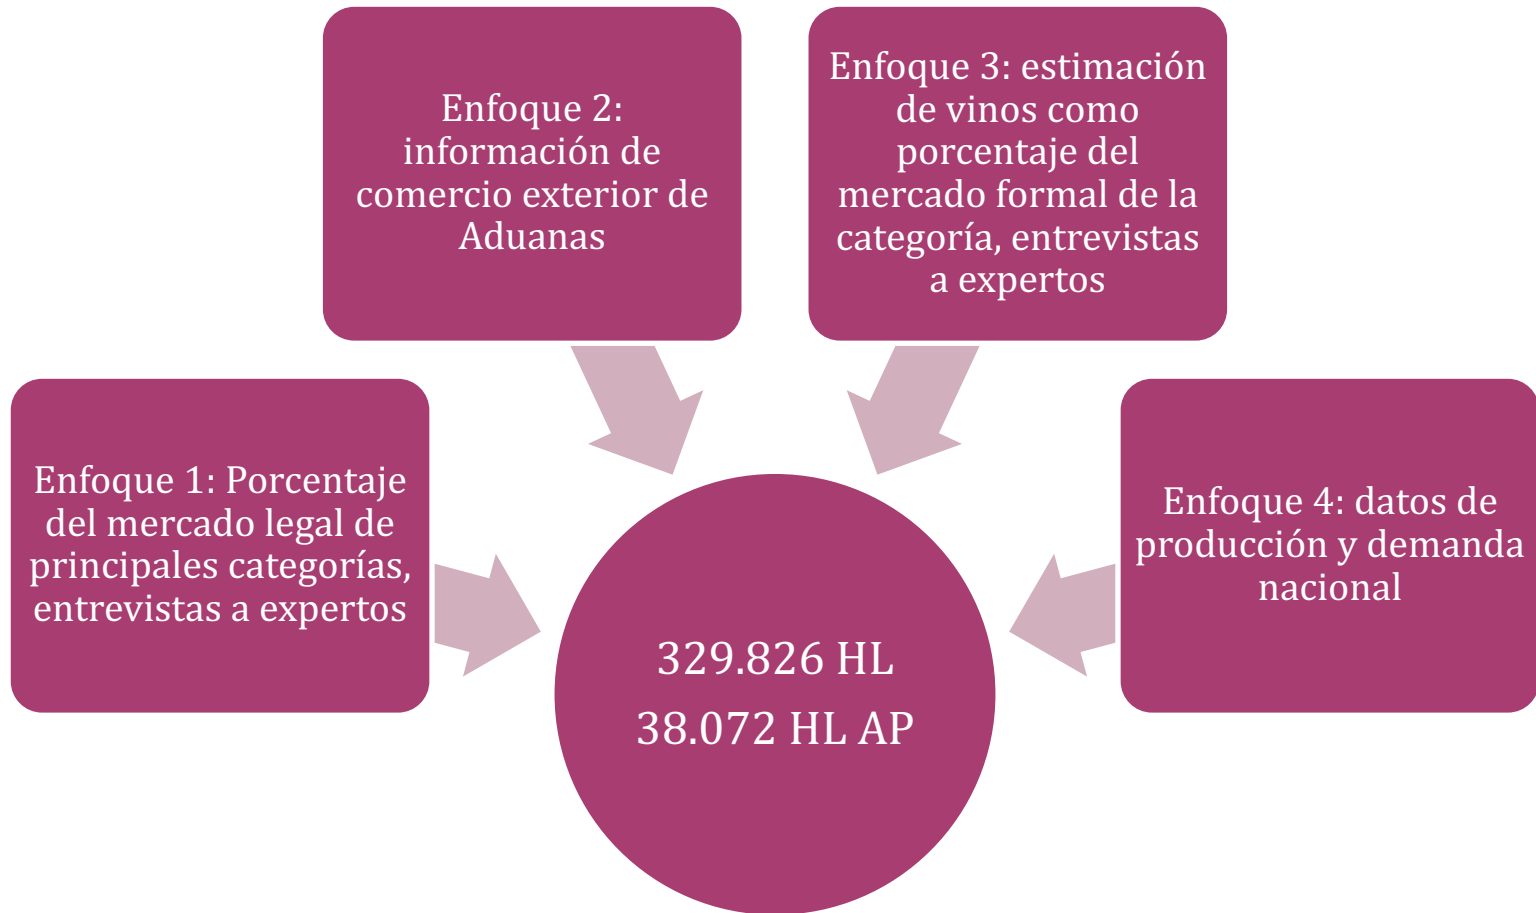 Enfoque 1: Porcentaje
del mercado legal de
principales categorías,
entrevistas a expertos
Enfoque 2:
información de
comercio exterior de
Aduanas
Enfoque 3: estimación
de vinos como
porcentaje del
mercado formal de la
categoría, entrevistas
a expertos
Enfoque 4: datos de
producción y demanda
nacional
329.826 HL
38.072 HL AP